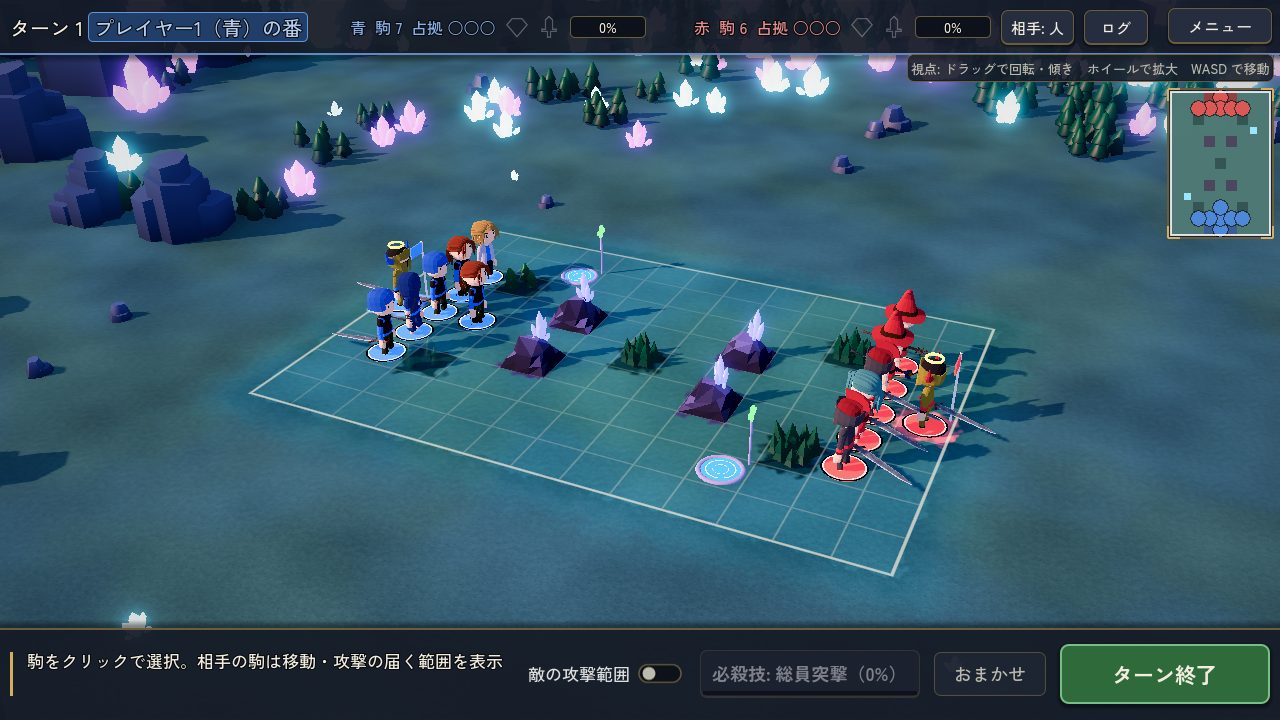 ターン 1 プレイヤー1（青）の番 青 駒 7 占拠 〇〇〇 0% 赤 駒 6 占拠 〇〇〇 0% 相手: 人 ログ メニュー
視点: ドラッグで回転・傾き ホイールで拡大 WASD で移動
駒をクリックで選択。相手の駒は移動・攻撃の届く範囲を表示
敵の攻撃範囲 必殺技: 総員突撃（0%） おまかせ ターン終了